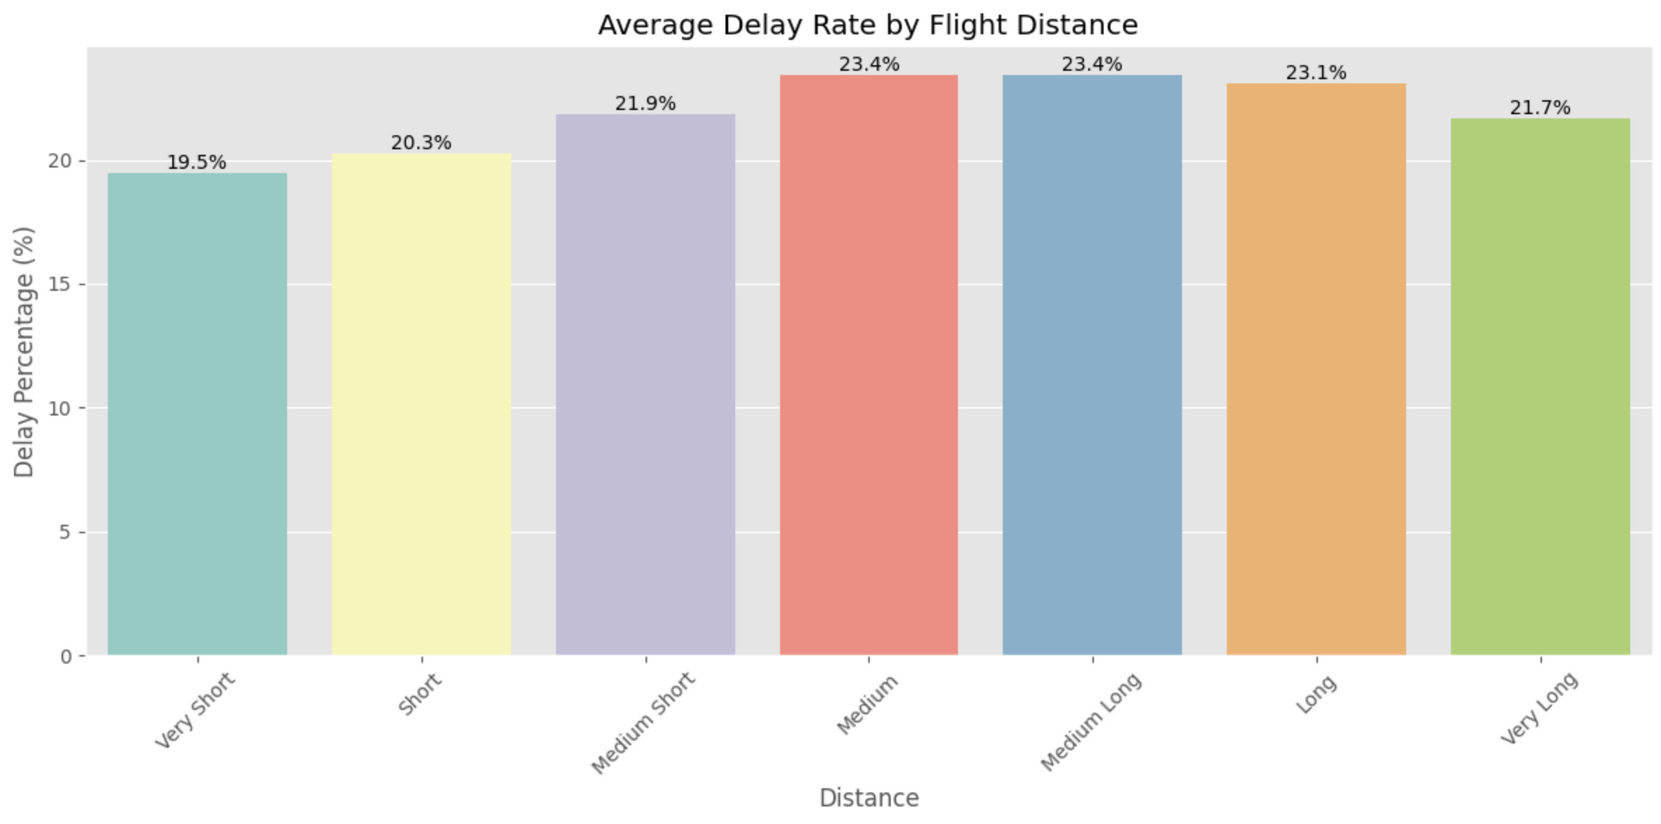 Average Delay Rate by Flight Distance
23.4%
23.4%
23.1%
21.9%
21.7%
20.3%
19.5%
20
15
10
5
0
Delay Percentage (%)
Very Short
Short
Medium Short
Medium
Medium Long
Long
Very Long
Distance